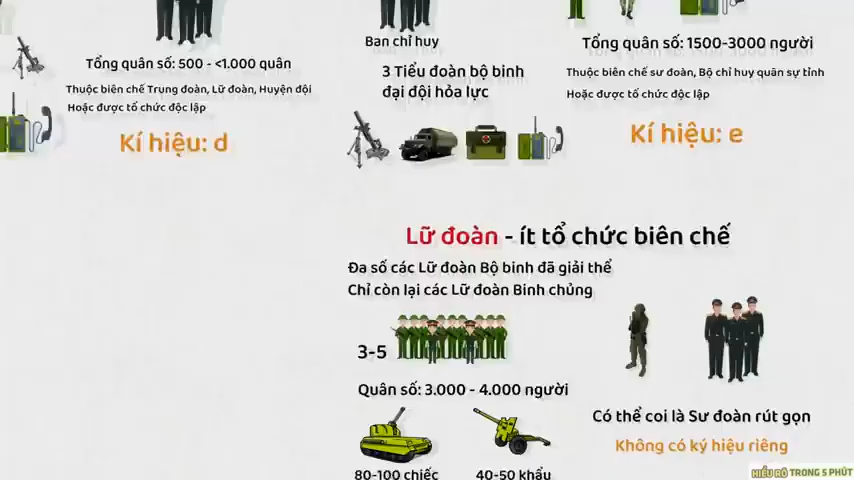 Tổng quân số: 500 - <1.000 quân
Thuộc biên chế Trung đoàn, Lữ đoàn, Huyện đội
Hoặc được tổ chức độc lập
Kí hiệu: d
Ban chỉ huy
3 Tiểu đoàn bộ binh
đại đội hỏa lực
Tổng quân số: 1500-3000 người
Thuộc biên chế sư đoàn, Bộ chỉ huy quân sự tỉnh
Hoặc được tổ chức độc lập
Kí hiệu: e
Lữ đoàn - ít tổ chức biên chế
Đa số các Lữ đoàn Bộ binh đã giải thể
Chỉ còn lại các Lữ đoàn Binh chủng
3-5
Quân số: 3.000 - 4.000 người
80-100 chiếc
40-50 khẩu
Có thể coi là Sư đoàn rút gọn
Không có ký hiệu riêng
HIỂU RÕ TRONG 5 PHÚT